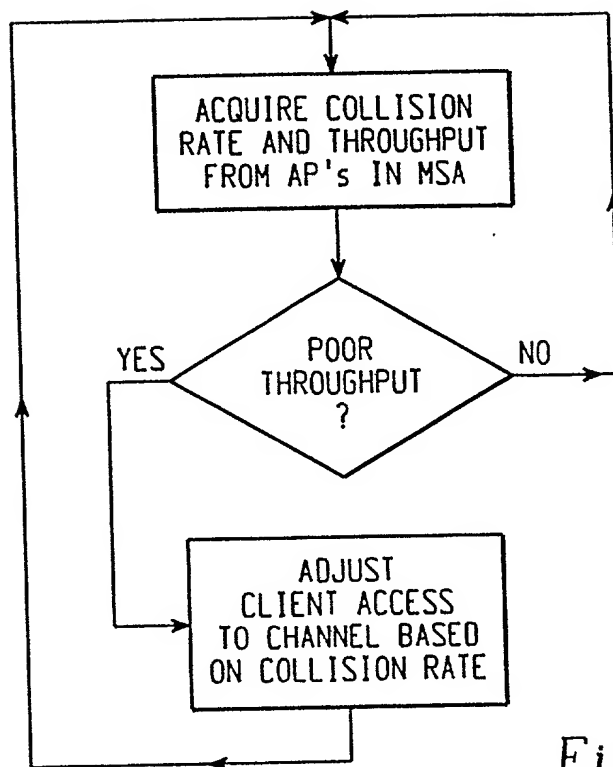 ACQUIRE COLLISION
RATE AND THROUGHPUT
FROM AP's IN MSA
YES
POOR
THROUGHPUT
?
NO
ADJUST
CLIENT ACCESS
TO CHANNEL BASED
ON COLLISION RATE